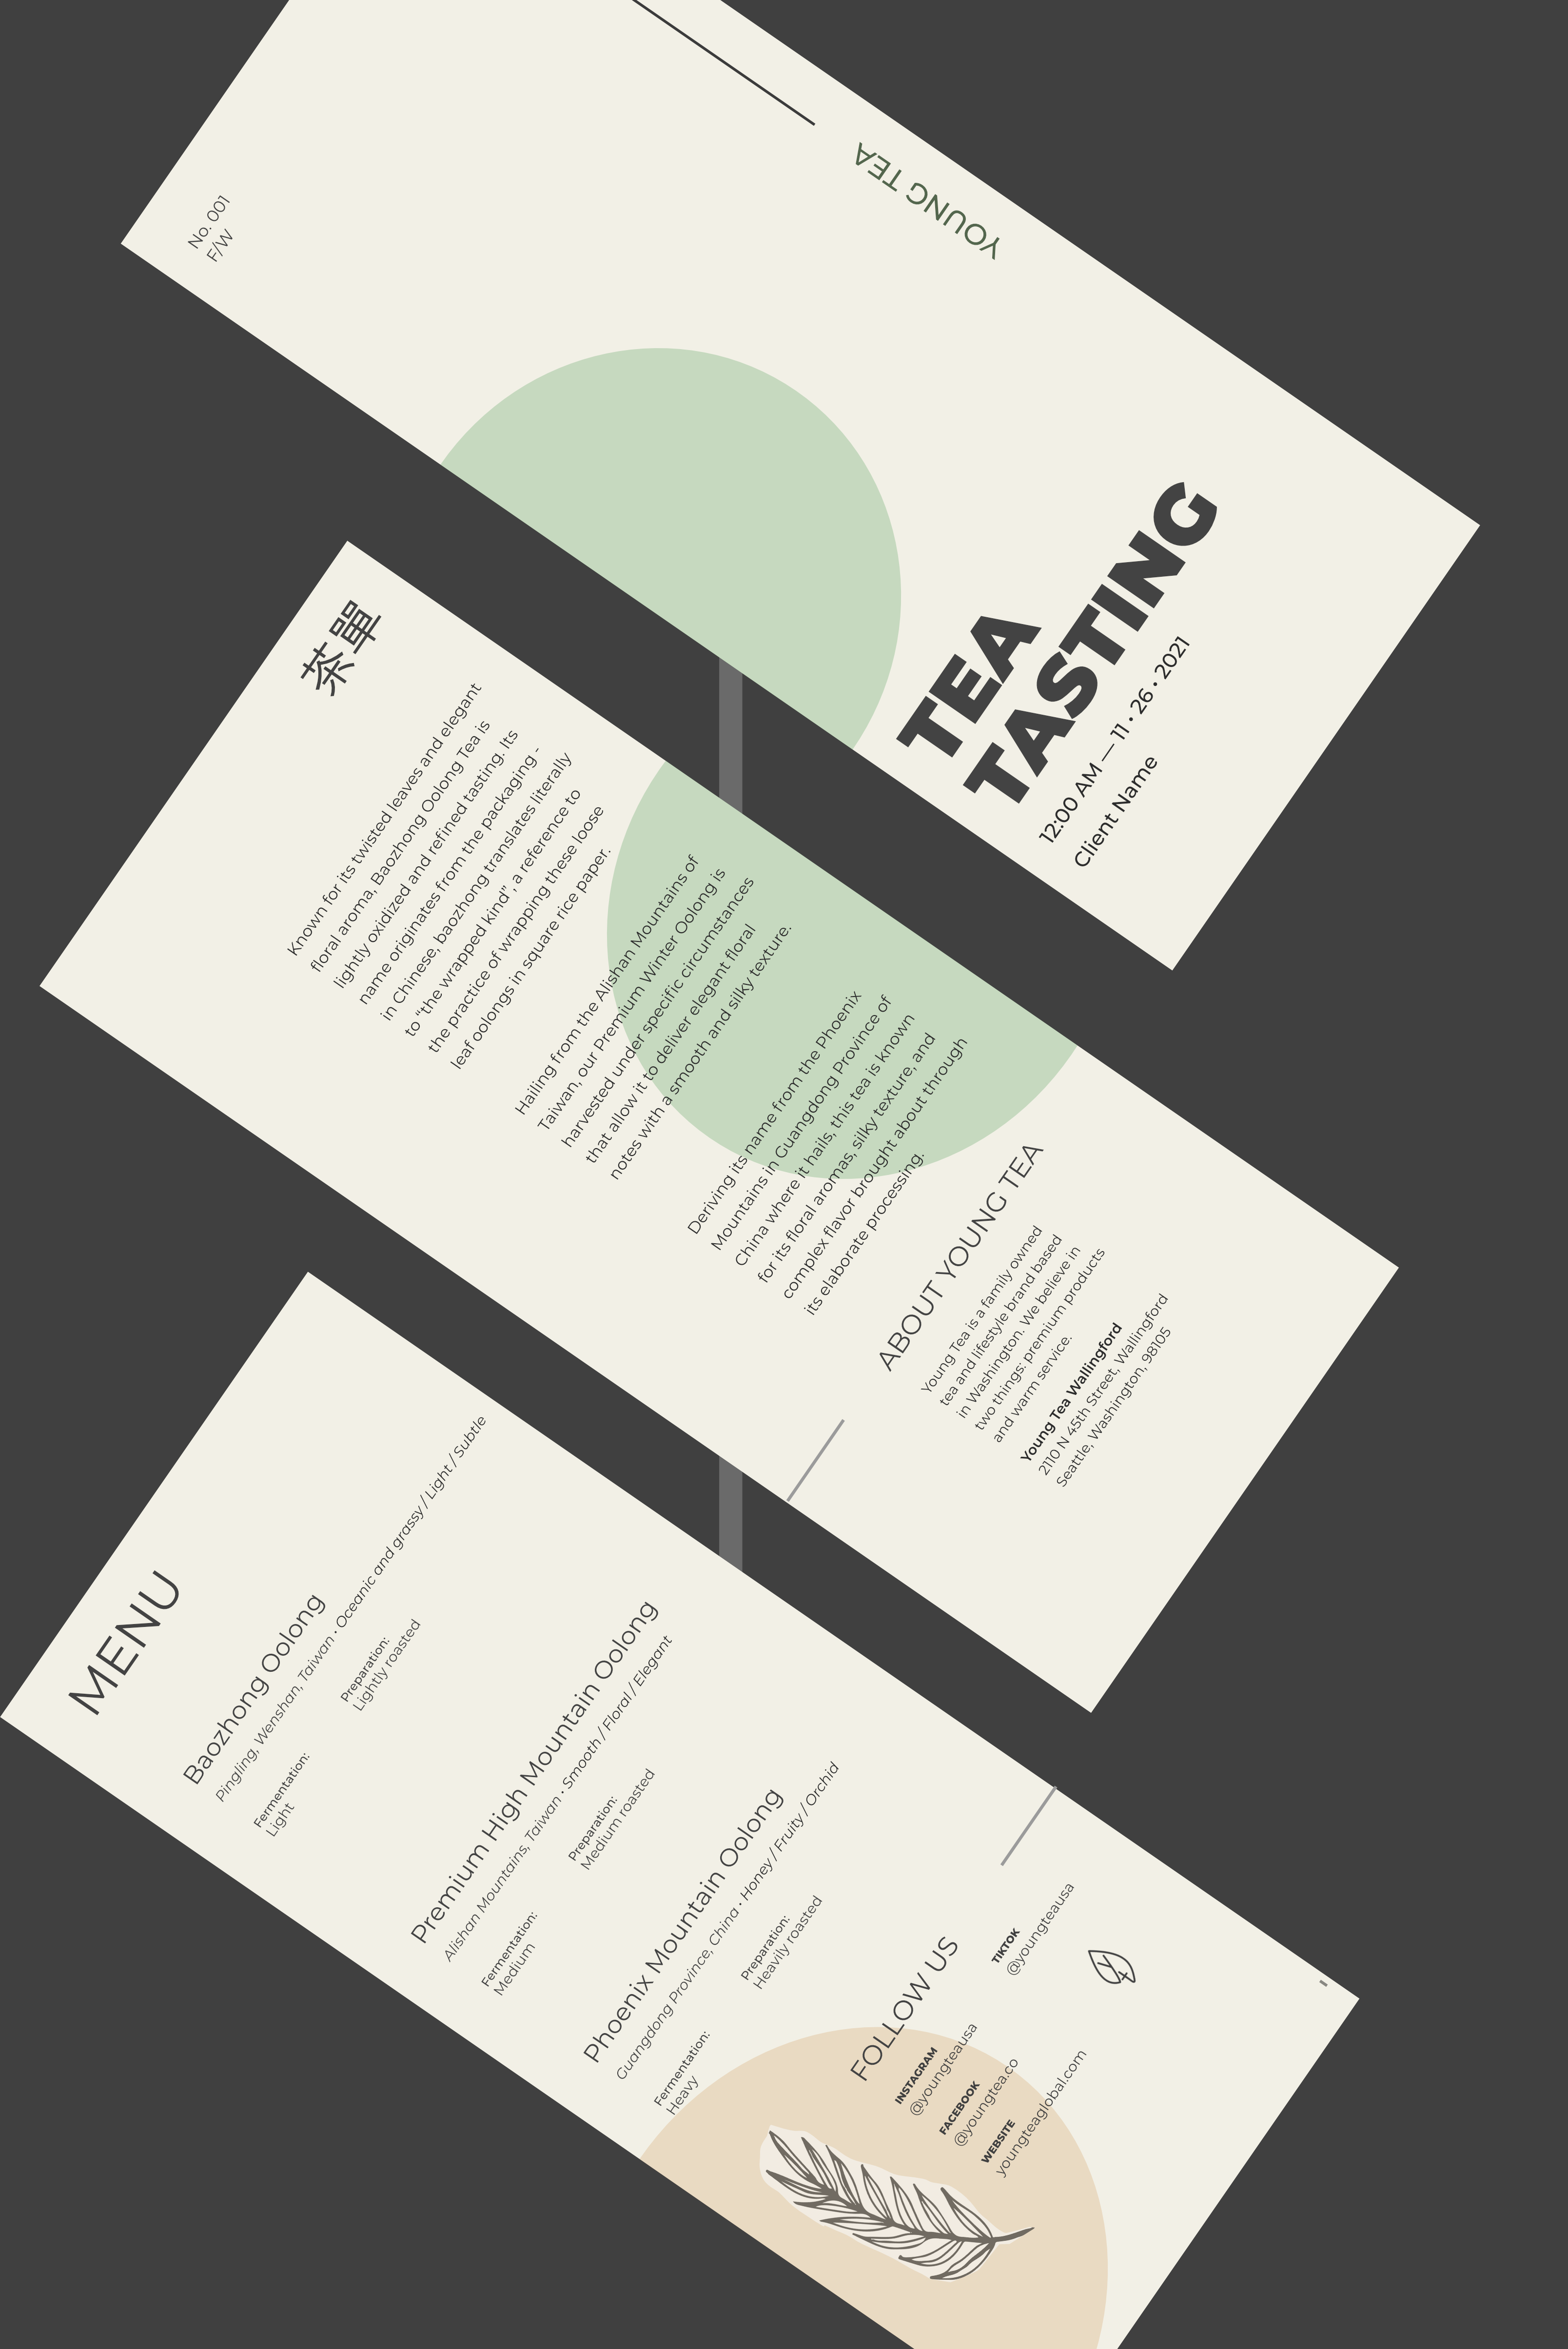 No. 001
F/W
YOUNG TEA
TEA
TASTING
12:00 AM — 11 • 26 • 2021
Client Name
茶單
Known for its twisted leaves and elegant
floral aroma, Baozhong Oolong Tea is
lightly oxidized and refined tasting. Its
name originates from the packaging -
in Chinese, baozhong translates literally
to “the wrapped kind”, a reference to
the practice of wrapping these loose
leaf oolongs in square rice paper.
Hailing from the Alishan Mountains of
Taiwan, our Premium Winter Oolong is
harvested under specific circumstances
that allow it to deliver elegant floral
notes with a smooth and silky texture.
Deriving its name from the Phoenix
Mountains in Guangdong Province of
China where it hails, this tea is known
for its floral aromas, silky texture, and
complex flavor brought about through
its elaborate processing.
ABOUT YOUNG TEA
Young Tea is a family owned
tea and lifestyle brand based
in Washington. We believe in
two things: premium products
and warm service.
Young Tea Wallingford
2110 N 45th Street, Wallingford
Seattle, Washington, 98105
MENU
Baozhong Oolong
Pingling, Wenshan, Taiwan • Oceanic and grassy / Light / Subtle
Fermentation:
Light
Preparation:
Lightly roasted
Premium High Mountain Oolong
Alishan Mountains, Taiwan • Smooth / Floral / Elegant
Fermentation:
Medium
Preparation:
Medium roasted
Phoenix Mountain Oolong
Guangdong Province, China • Honey / Fruity / Orchid
Fermentation:
Heavy
Preparation:
Heavily roasted
FOLLOW US
INSTAGRAM
@youngteausa
TIKTOK
@youngteausa
FACEBOOK
@youngtea.co
WEBSITE
youngteaglobal.com